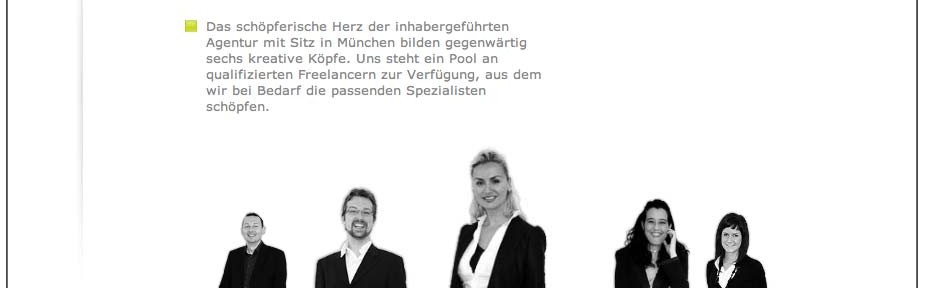 Das schöpferische Herz der inhabergeführten
Agentur mit Sitz in München bilden gegenwärtig
sechs kreative Köpfe. Uns steht ein Pool an
qualifizierten Freelancern zur Verfügung, aus dem
wir bei Bedarf die passenden Spezialisten
schöpfen.